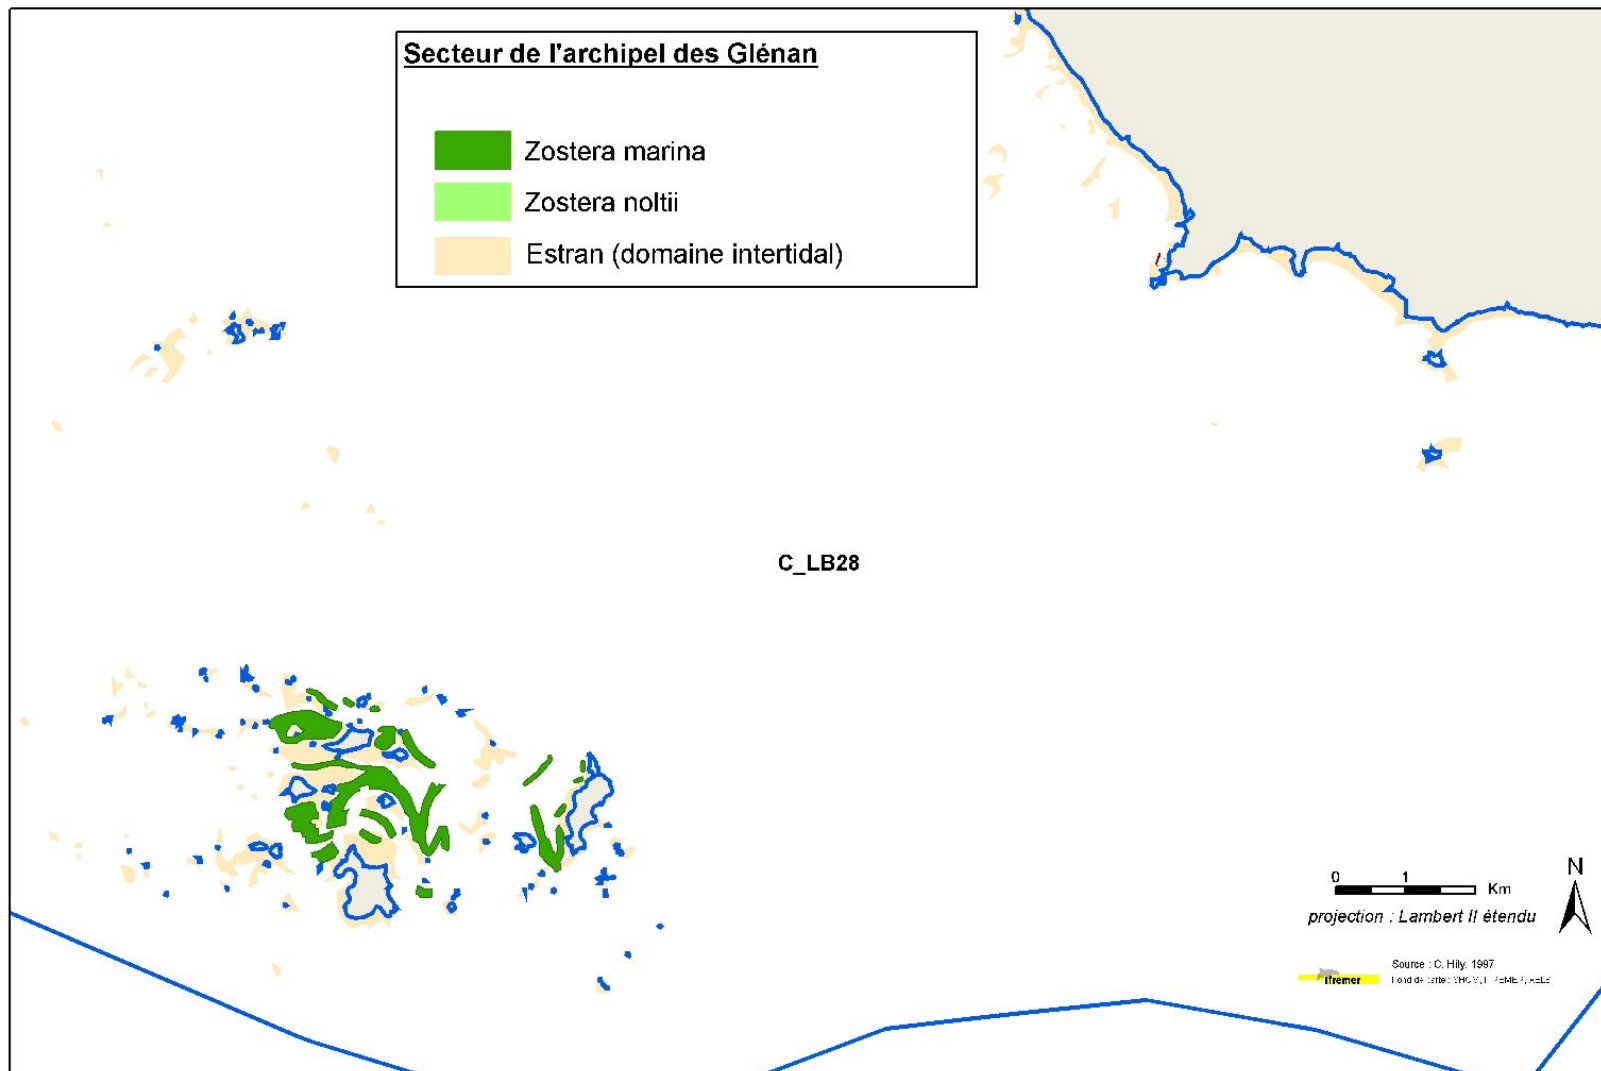 Secteur de l'archipel des Glénan
Zostera marina
Zostera noltii
Estran (domaine intertidal)
C_LB28
0 1 Km
N
projection : Lambert II étendu
Source : C. Hily, 1997
Ifremer